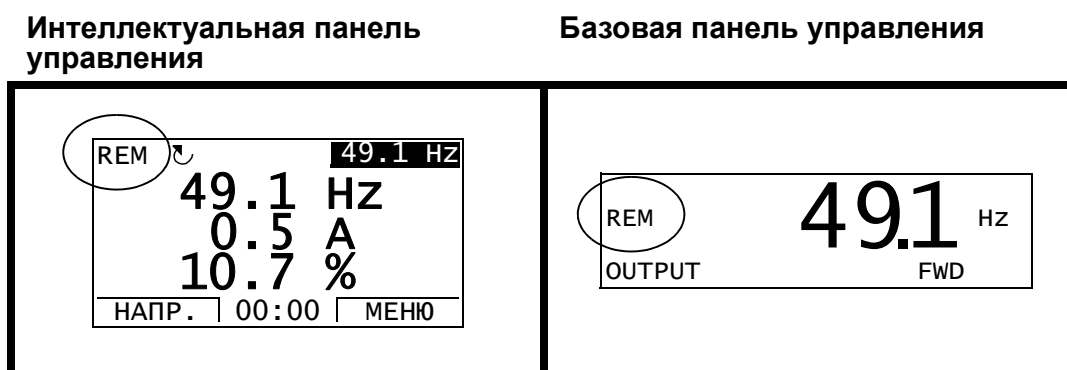 Интеллектуальная панель
управления
Базовая панель управления
REM 49.1 Hz
49.1 Hz
0.5 A
10.7 %
НАПР. 00:00 МЕНЮ
REM 49.1 Hz
OUTPUT FWD